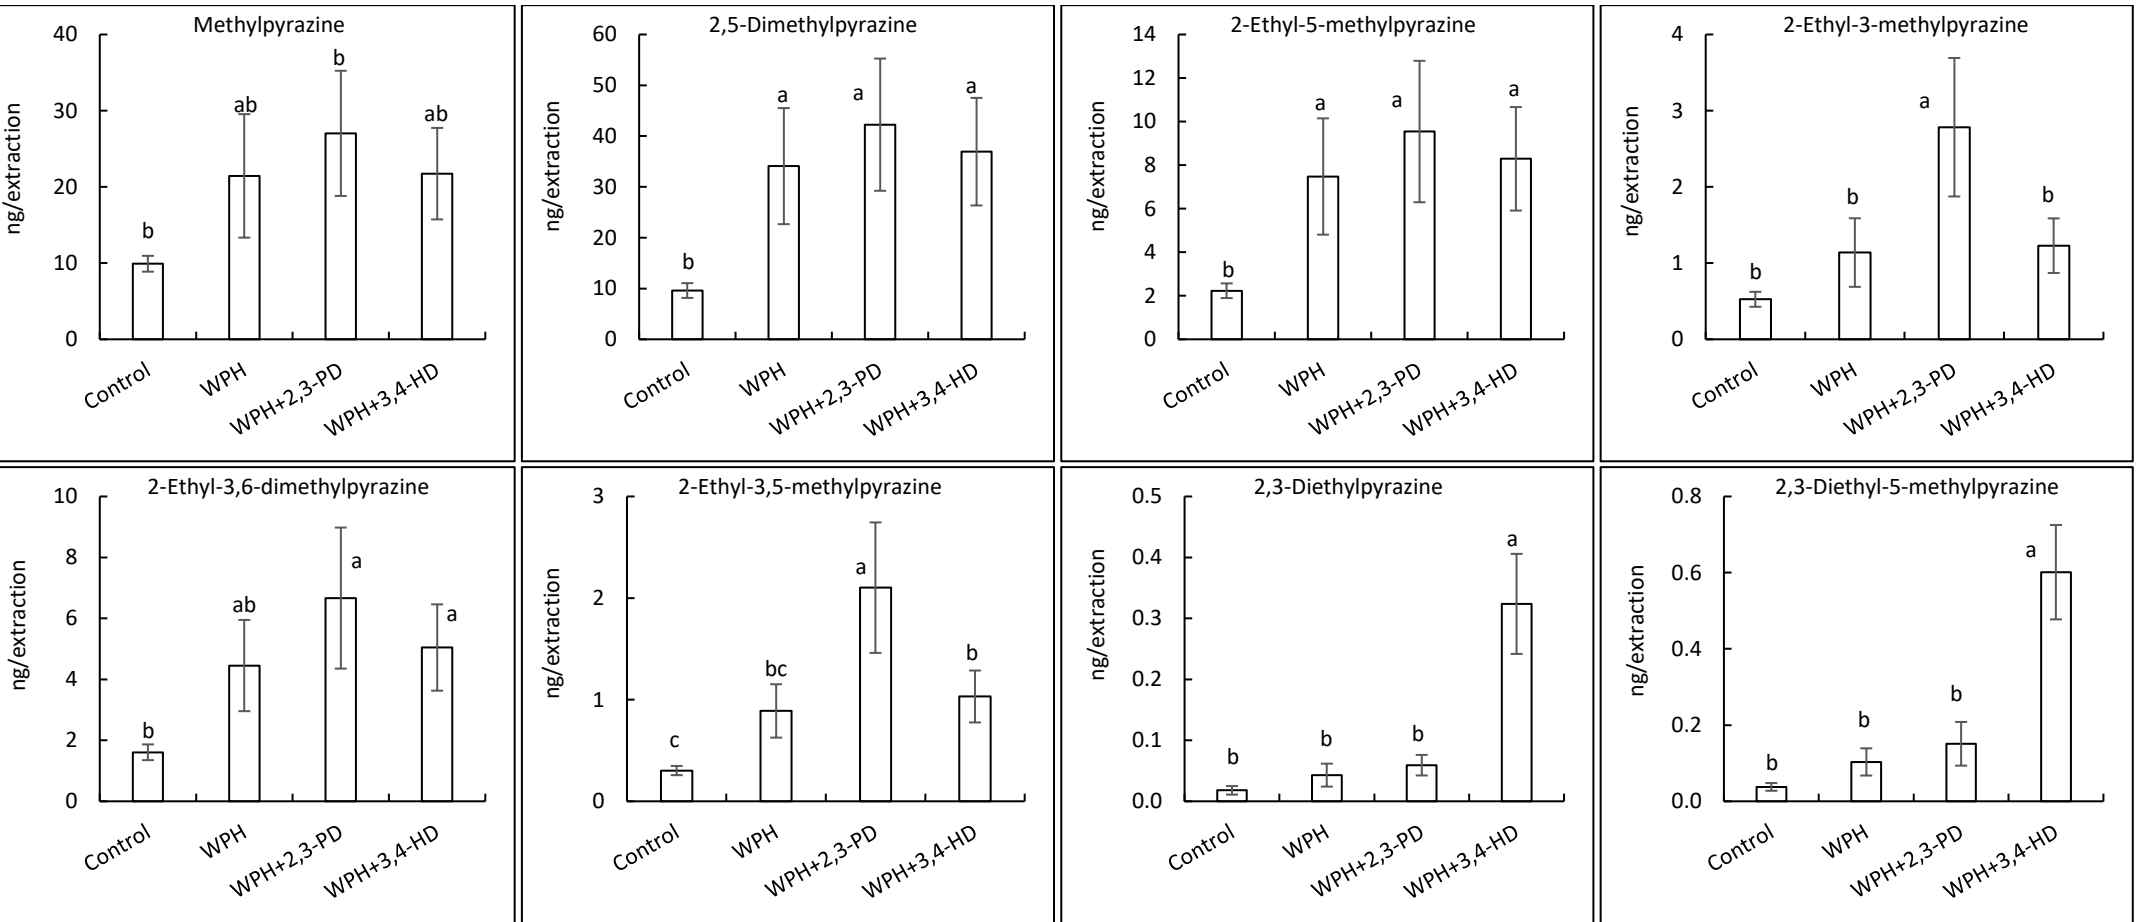 Methylpyrazine
40
30
20
10
0
ng/extraction
b
ab
b
ab
Control
WPH
WPH+2,3-PD
WPH+3,4-HD
2,5-Dimethylpyrazine
60
50
40
30
20
10
0
ng/extraction
b
a
a
a
Control
WPH
WPH+2,3-PD
WPH+3,4-HD
2-Ethyl-5-methylpyrazine
14
12
10
8
6
4
2
0
ng/extraction
b
a
a
a
Control
WPH
WPH+2,3-PD
WPH+3,4-HD
2-Ethyl-3-methylpyrazine
4
3
2
1
0
ng/extraction
b
b
a
b
Control
WPH
WPH+2,3-PD
WPH+3,4-HD
2-Ethyl-3,6-dimethylpyrazine
10
8
6
4
2
0
ng/extraction
b
ab
a
a
Control
WPH
WPH+2,3-PD
WPH+3,4-HD
2-Ethyl-3,5-methylpyrazine
3
2
1
0
ng/extraction
c
bc
a
b
Control
WPH
WPH+2,3-PD
WPH+3,4-HD
2,3-Diethylpyrazine
0.5
0.4
0.3
0.2
0.1
0.0
ng/extraction
b
b
b
a
Control
WPH
WPH+2,3-PD
WPH+3,4-HD
2,3-Diethyl-5-methylpyrazine
0.8
0.6
0.4
0.2
0.0
ng/extraction
b
b
b
a
Control
WPH
WPH+2,3-PD
WPH+3,4-HD